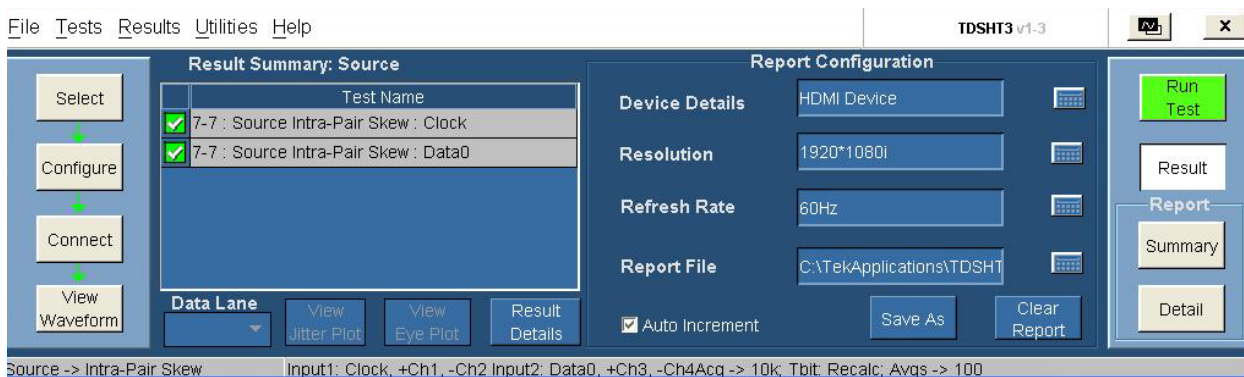 File Tests Results Utilities Help
TDSHT3 v1-3
x
Select
Configure
Connect
View
Waveform
Result Summary: Source
Test Name
7-7 : Source Intra-Pair Skew : Clock
7-7 : Source Intra-Pair Skew : Data0
Data Lane
View
Jitter Plot
View
Eye Plot
Result
Details
Report Configuration
Device Details
HDMI Device
Resolution
1920*1080i
Refresh Rate
60Hz
Report File
C:\TekApplications\TDSHT
Auto Increment
Save As
Clear
Report
Run
Test
Result
Report
Summary
Detail
Source -> Intra-Pair Skew
Input1: Clock, +Ch1, -Ch2 Input2: Data0, +Ch3, -Ch4Acq -> 10k; Tbit: Recalc; Avgs -> 100